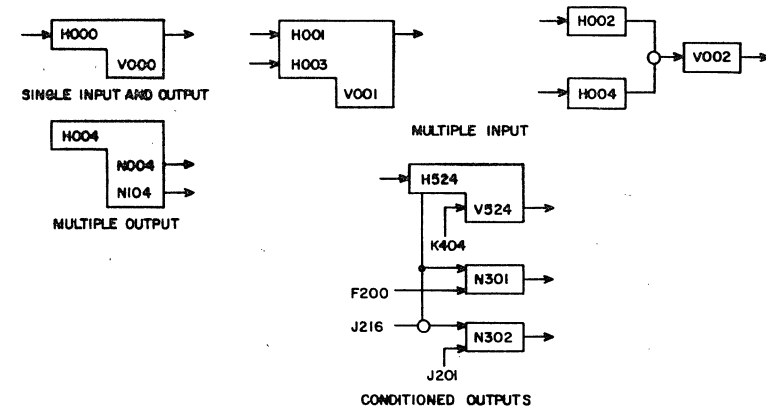 H000
V000
SINGLE INPUT AND OUTPUT
H001
H003
V001
H002
H004
V002
MULTIPLE INPUT
H004
N004
N104
MULTIPLE OUTPUT
H524
V524
K404
F200
N301
J216
N302
J201
CONDITIONED OUTPUTS